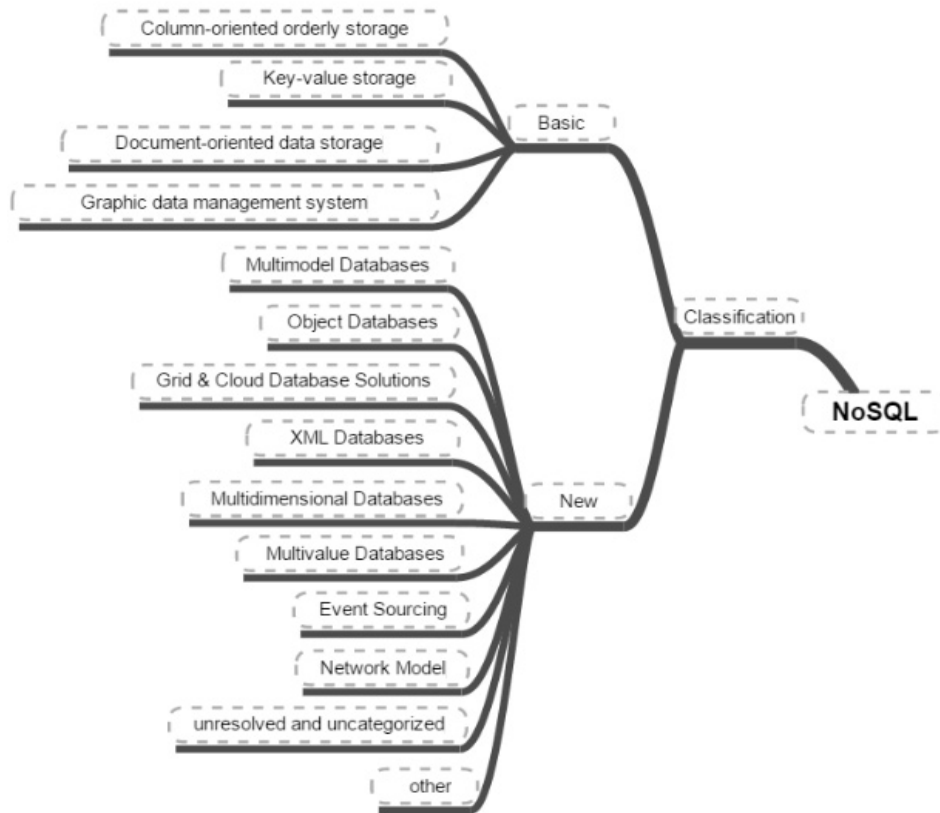 Column-oriented orderly storage
Key-value storage
Basic
Document-oriented data storage
Graphic data management system
Multimodel Databases
Object Databases
Classification
Grid & Cloud Database Solutions
NoSQL
XML Databases
Multidimensional Databases
New
Multivalue Databases
Event Sourcing
Network Model
unresolved and uncategorized
other